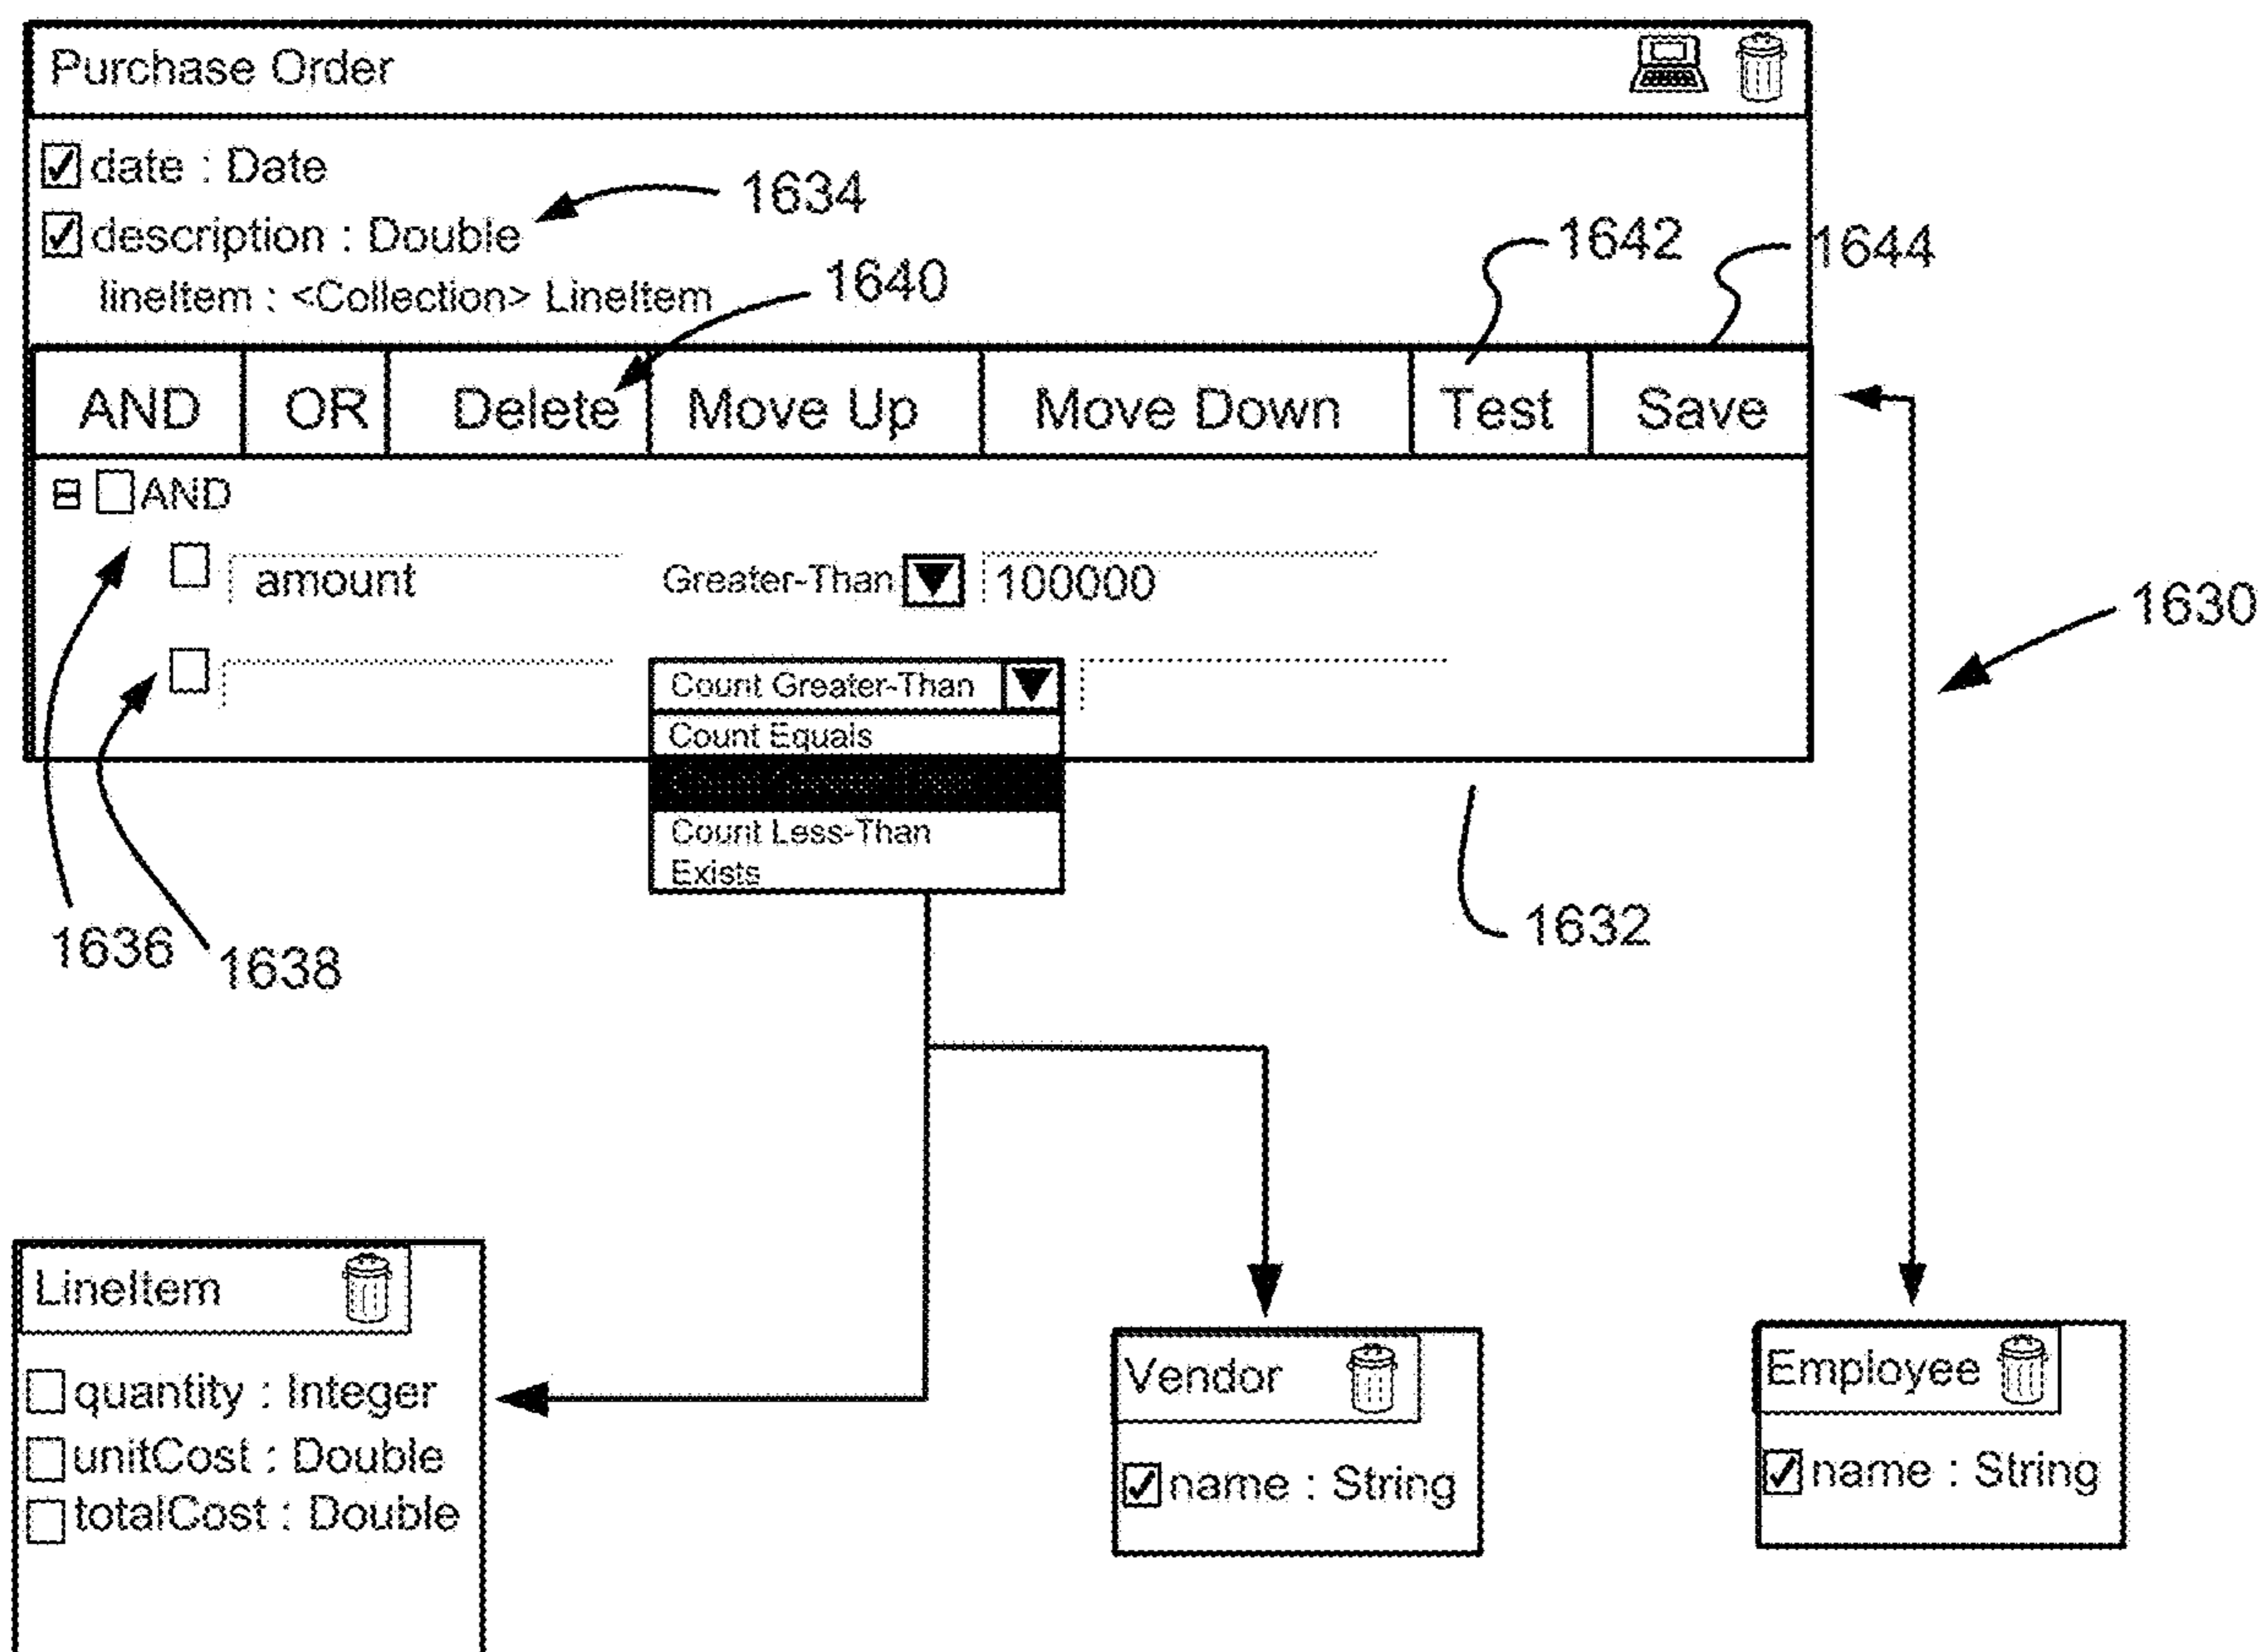 Purchase Order
date : Date
1634
description : Double
1642
1644
lineItem : <Collection> LineItem
1640
AND OR Delete Move Up Move Down Test Save
AND
amount Greater-Than 100000
1630
Count Greater-Than
Count Equals
Count Less-Than
Exists
1632
1636
1638
LineItem
quantity : Integer
unitCost : Double
totalCost : Double
Vendor
name : String
Employee
name : String